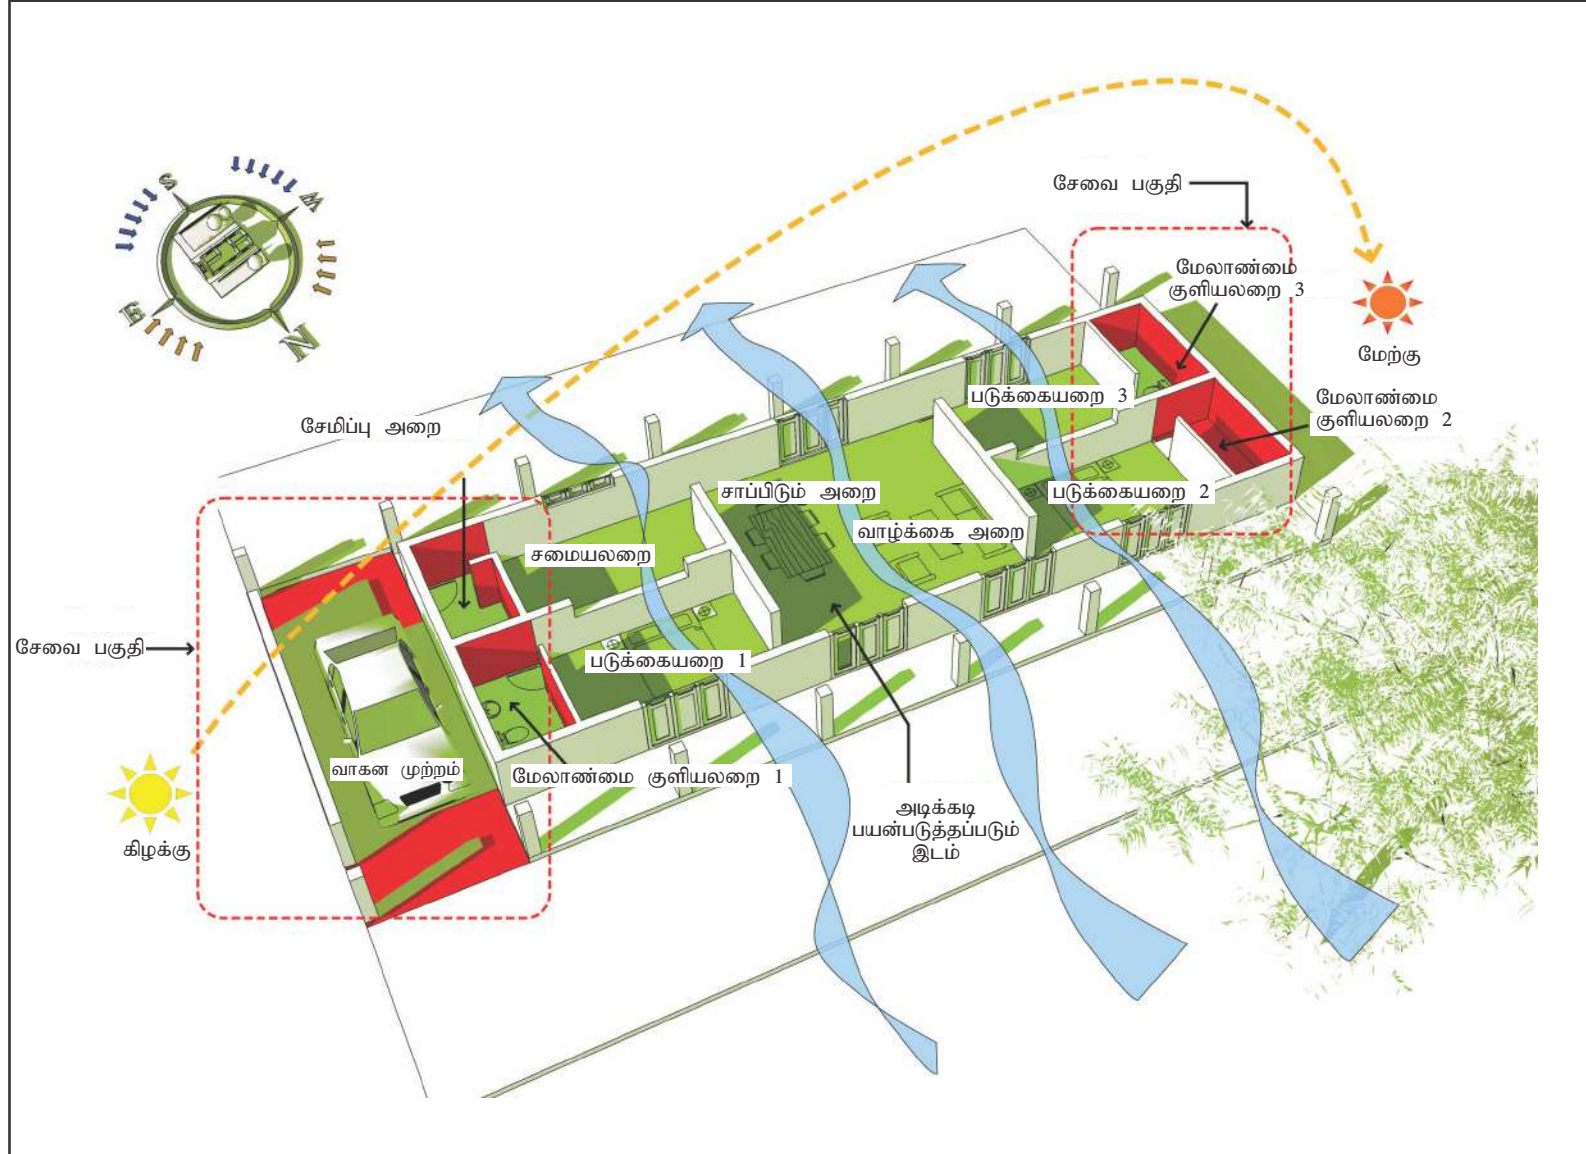 S
W
E
N
சேவை பகுதி
மேலாண்மை
குளியலறை 3
மேற்கு
படுக்கையறை 3
மேலாண்மை
குளியலறை 2
சேமிப்பு அறை
சாப்பிடும் அறை
படுக்கையறை 2
வாழ்க்கை அறை
சமையலறை
சேவை பகுதி
படுக்கையறை 1
வாகன முற்றம்
மேலாண்மை குளியலறை 1
அடிக்கடி
பயன்படுத்தப்படும்
இடம்
கிழக்கு